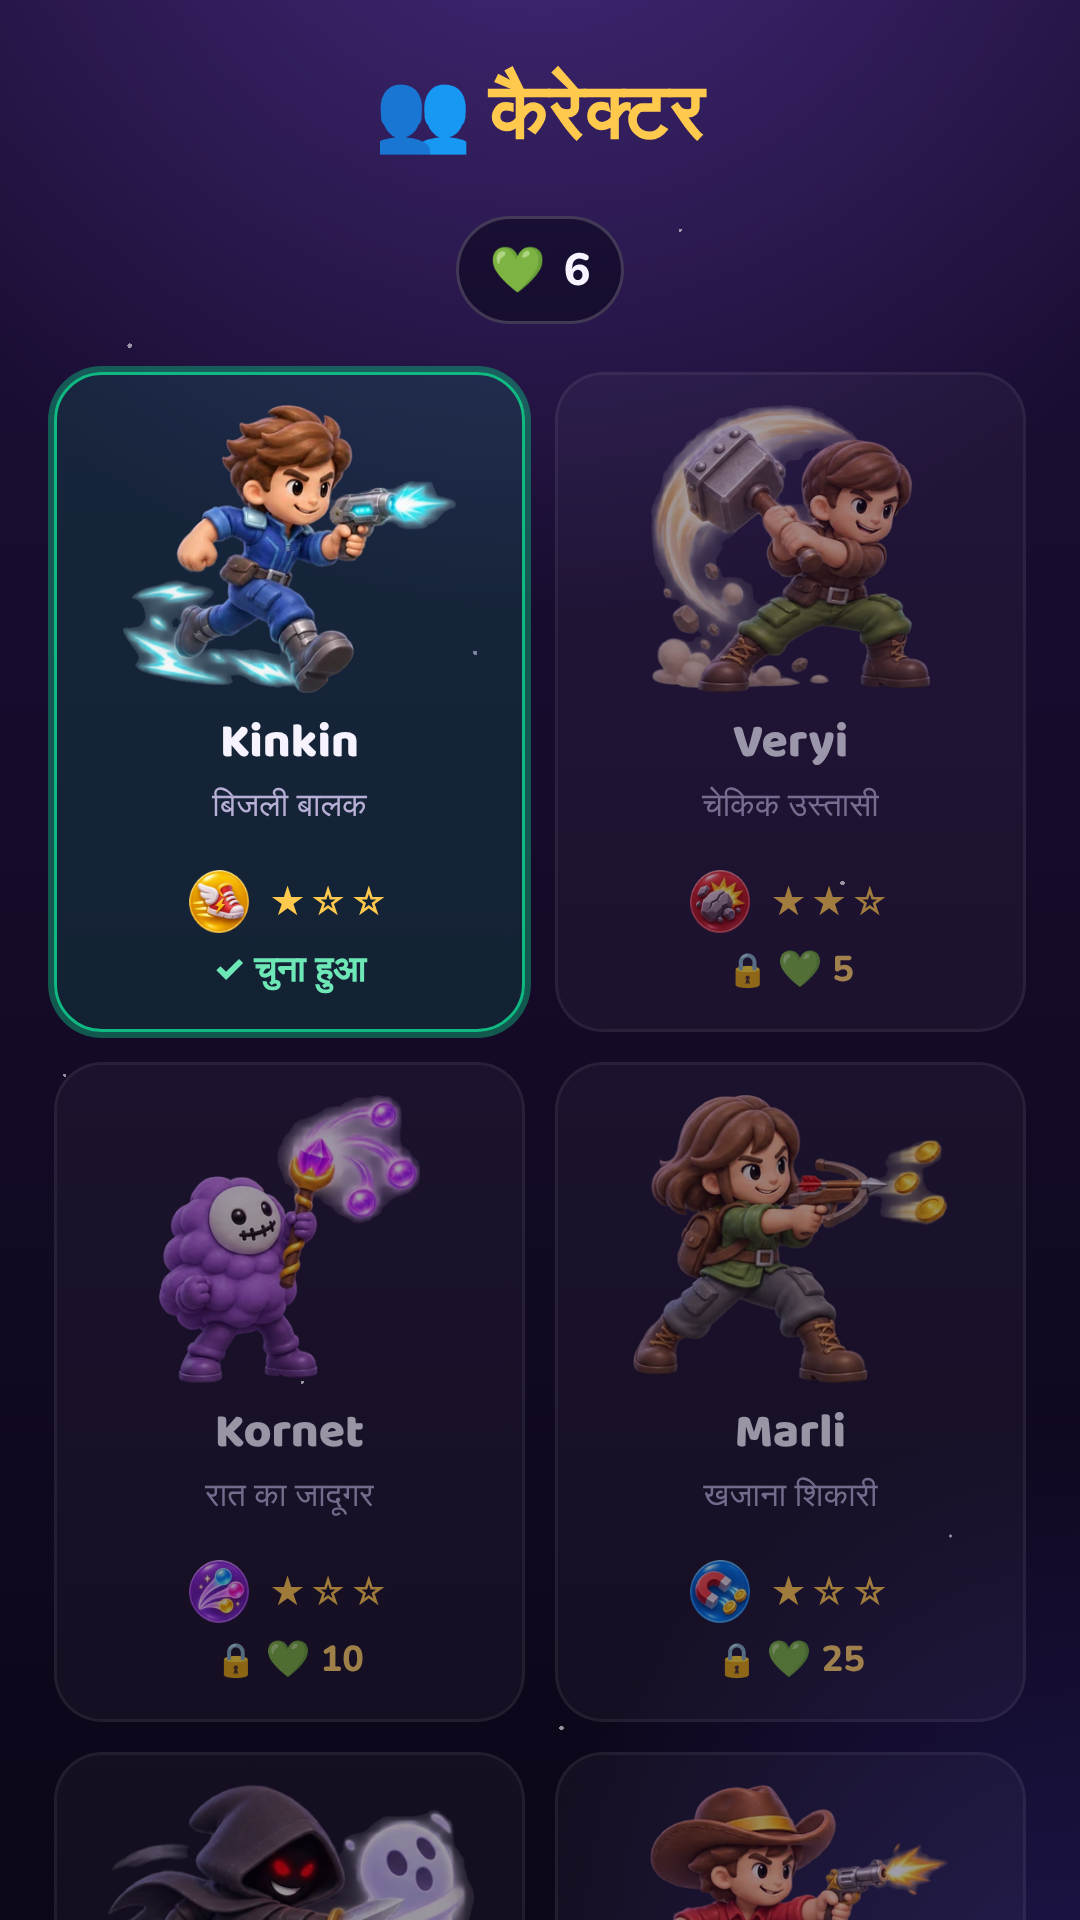 👥 कैरेक्टर
💚 6
Kinkin
बिजली बालक
★☆☆
✓ चुना हुआ
Veryi
चेकिक उस्तासी
★★☆
🔒 💚 5
Kornet
रात का जादूगर
★☆☆
🔒 💚 10
Marli
खजाना शिकारी
★☆☆
🔒 💚 25